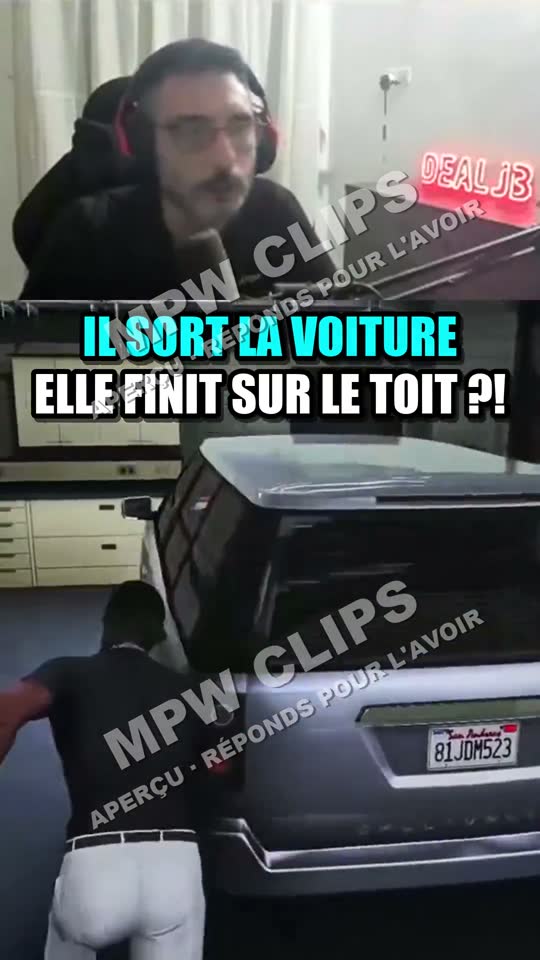 DEAL JB
MPW CLIPS
APERÇU - RÉPONDS POUR L'AVOIR
IL SORT LA VOITURE
ELLE FINIT SUR LE TOIT ?!
MPW CLIPS
APERÇU - RÉPONDS POUR L'AVOIR
San Andreas
81JDM523